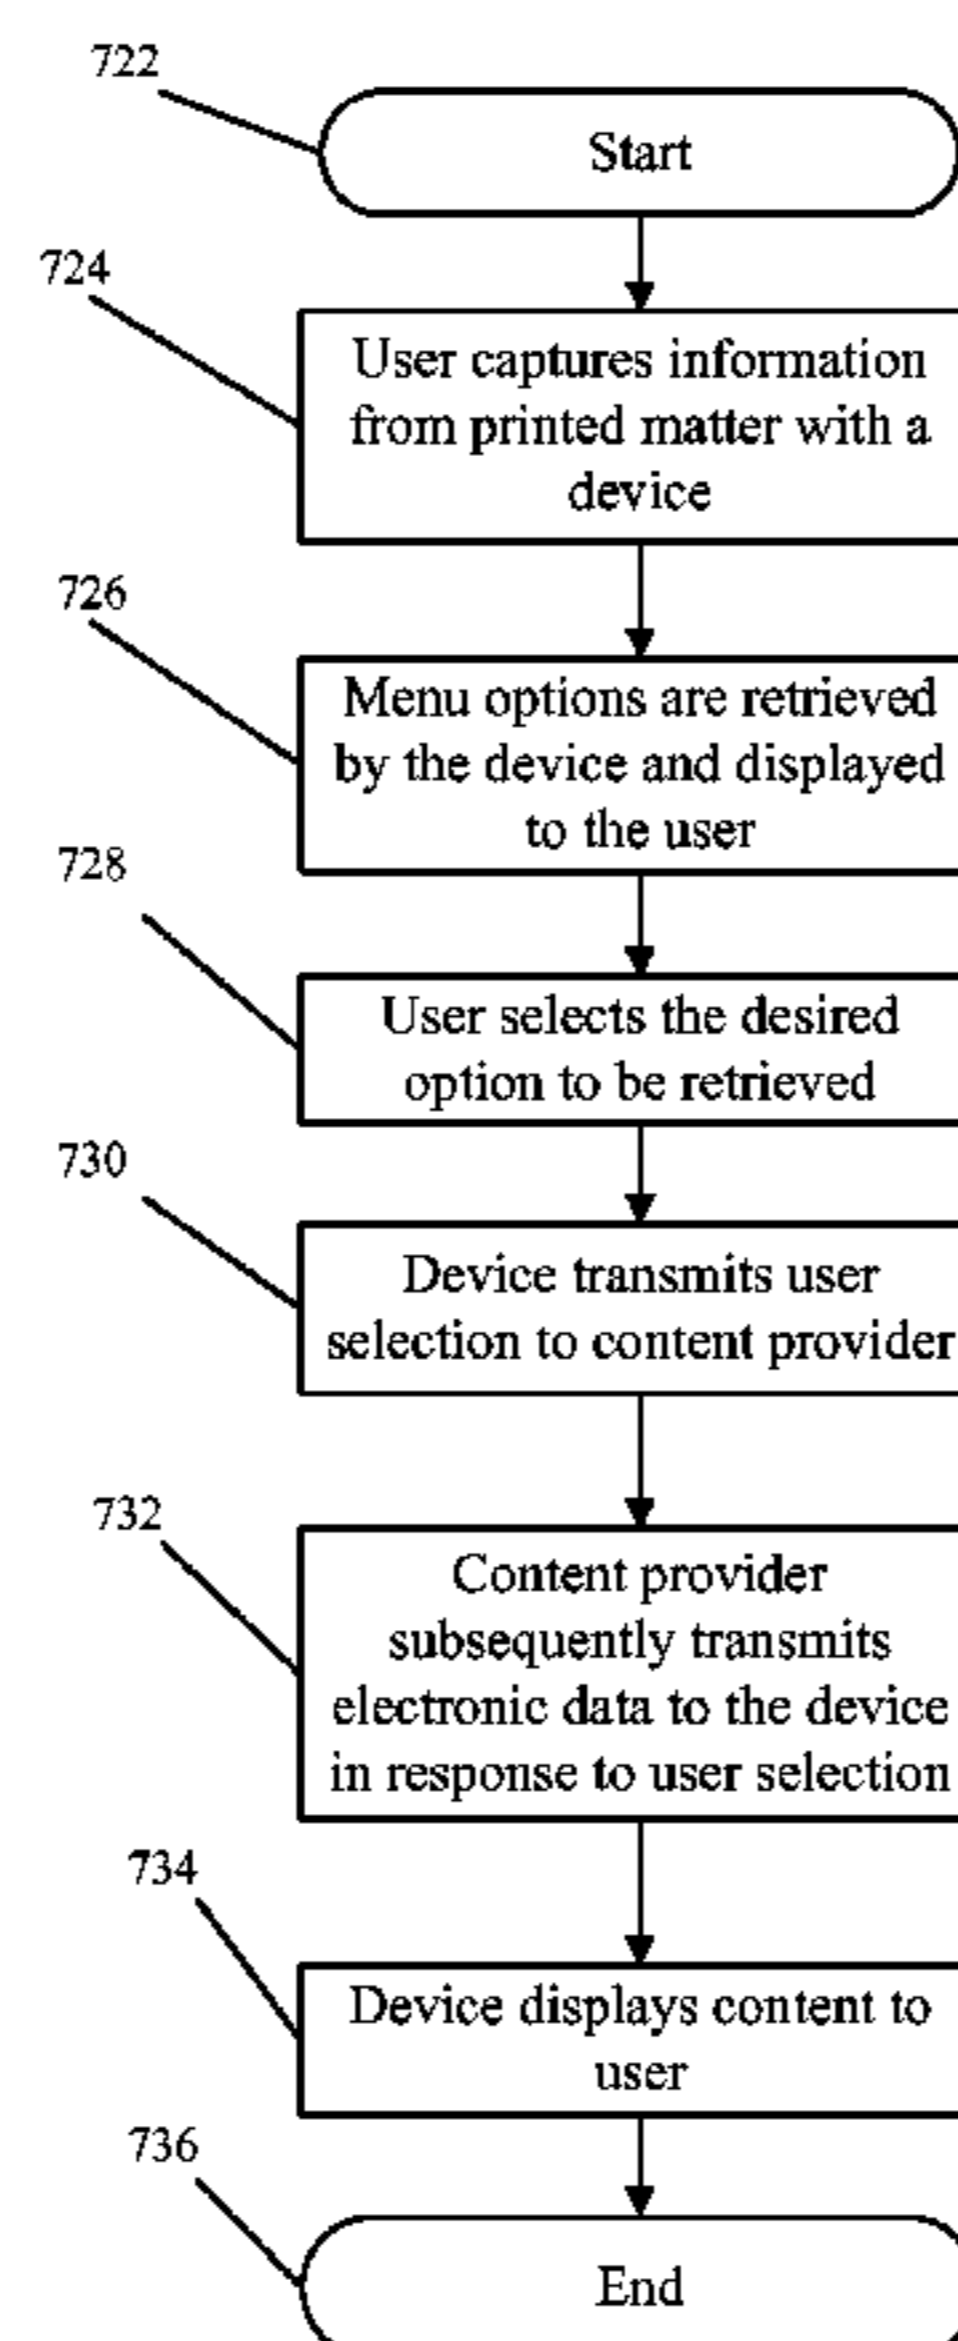 722
Start
724
User captures information
from printed matter with a
device
726
Menu options are retrieved
by the device and displayed
to the user
728
User selects the desired
option to be retrieved
730
Device transmits user
selection to content provider
732
Content provider
subsequently transmits
electronic data to the device
in response to user selection
734
Device displays content to
user
736
End